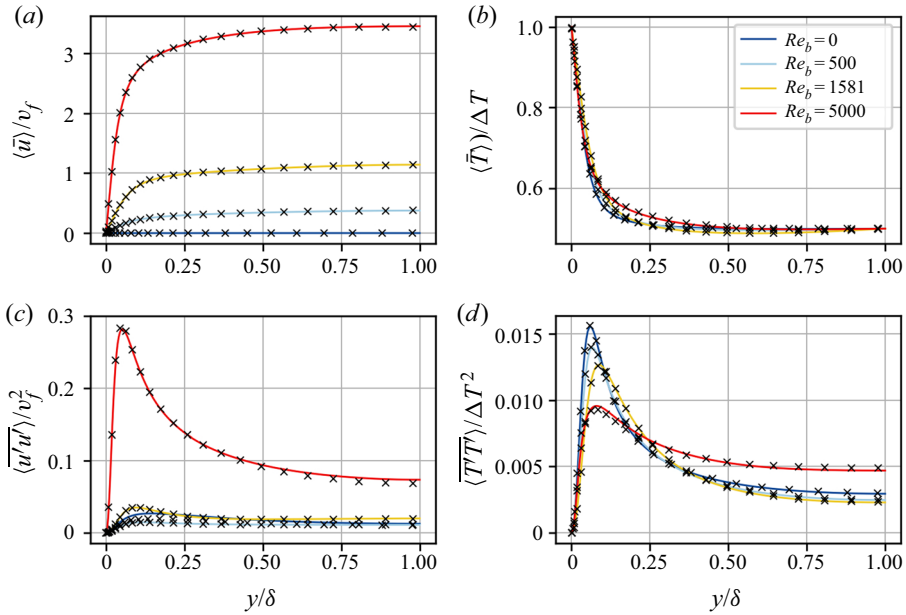 (a)
(b)
3
2
1
0
⟨ū⟩/v_f
0
0.25
0.50
0.75
1.00
1.0
0.8
0.6
⟨T̄⟩)/ΔT
0
0.25
0.50
0.75
1.00
Re_b = 0
Re_b = 500
Re_b = 1581
Re_b = 5000
(c)
(d)
0.3
0.2
0.1
0
⟨\overline{u′u′}⟩/v_f^2
0
0.25
0.50
0.75
1.00
y/δ
0.015
0.010
0.005
0
⟨\overline{T′T′}⟩/ΔT^2
0
0.25
0.50
0.75
1.00
y/δ